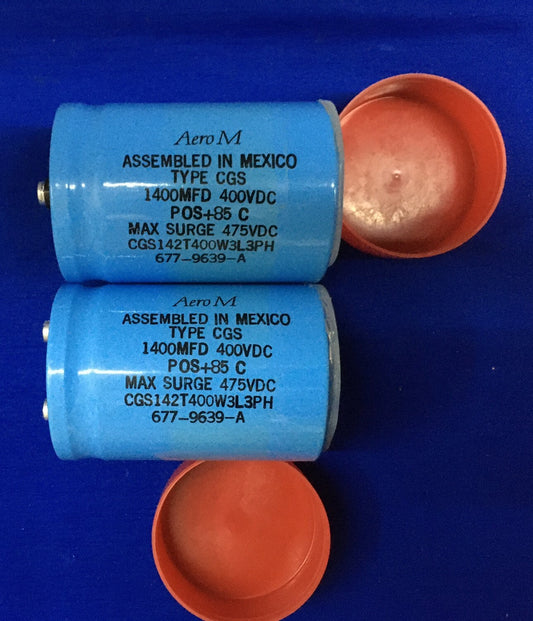 Aero M
ASSEMBLED IN MEXICO
TYPE CGS
1400MFD 400VDC
POS+85 C
MAX SURGE 475VDC
CGS142T400W3L3PH
677-9639-A
Aero M
ASSEMBLED IN MEXICO
TYPE CGS
1400MFD 400VDC
POS+85 C
MAX SURGE 475VDC
CGS142T400W3L3PH
677-9639-A